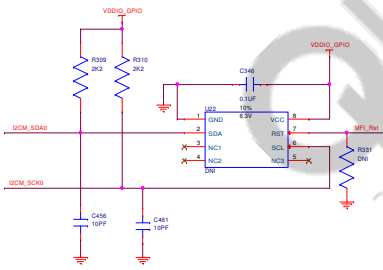 VDDIO_GPIO
R309
2K2
R310
2K2
VDDIO_GPIO
C346
0.1UF
10%
6.3V
U22
1 GND VCC 8
2 SDA RST 7
3 NC1 SCL 6
4 NC2 NC3 5
DNI
I2CM_SDA0
MFI_Rst
R331
DNI
I2CM_SCK0
C456
10PF
C461
10PF